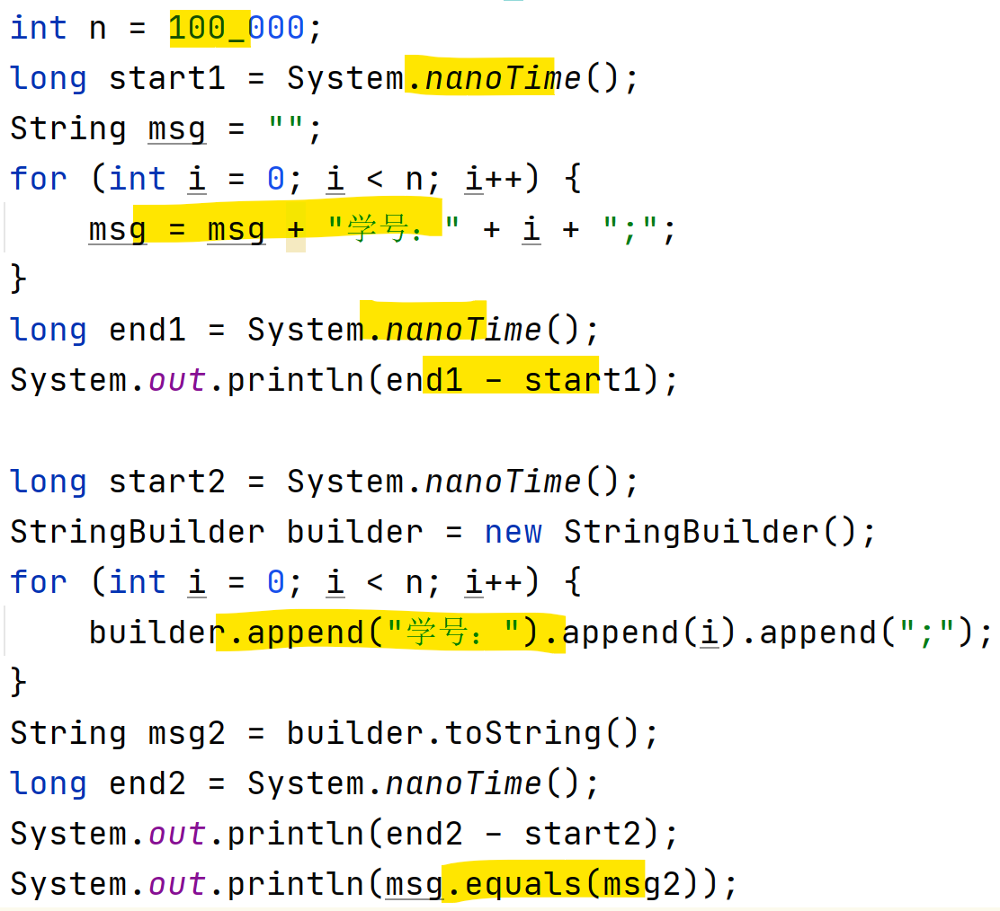 int n = 100_000;
long start1 = System.nanoTime();
String msg = "";
for (int i = 0; i < n; i++) {
    msg = msg + "学号：" + i + ";";
}
long end1 = System.nanoTime();
System.out.println(end1 - start1);

long start2 = System.nanoTime();
StringBuilder builder = new StringBuilder();
for (int i = 0; i < n; i++) {
    builder.append("学号：").append(i).append(";");
}
String msg2 = builder.toString();
long end2 = System.nanoTime();
System.out.println(end2 - start2);
System.out.println(msg.equals(msg2));